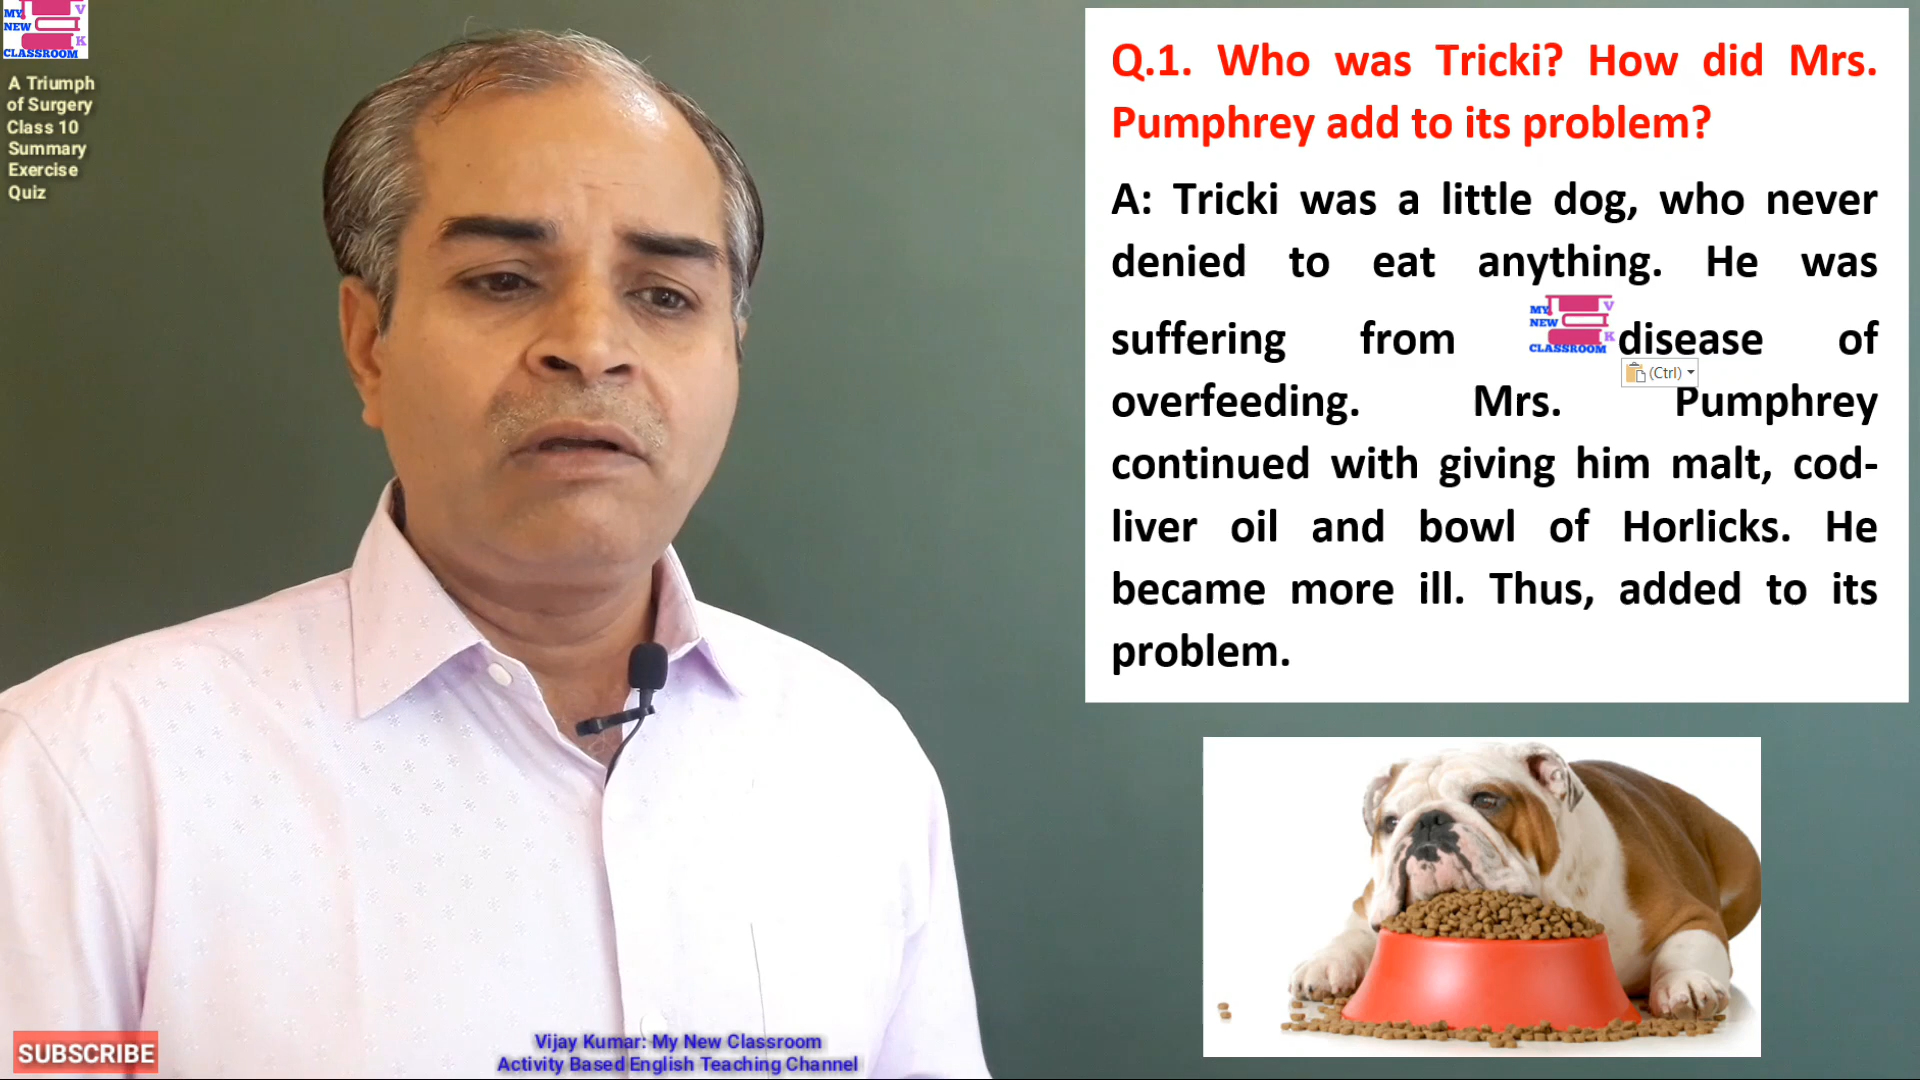 MY
NEW
CLASSROOM
V
K
A Triumph
of Surgery
Class 10
Summary
Exercise
Quiz
Q.1. Who was Tricki? How did Mrs.
Pumphrey add to its problem?
A: Tricki was a little dog, who never
denied to eat anything. He was
suffering from disease of
MY
NEW
CLASSROOM
V
K
(Ctrl)
overfeeding. Mrs. Pumphrey
continued with giving him malt, cod-
liver oil and bowl of Horlicks. He
became more ill. Thus, added to its
problem.
SUBSCRIBE
Vijay Kumar: My New Classroom
Activity Based English Teaching Channel